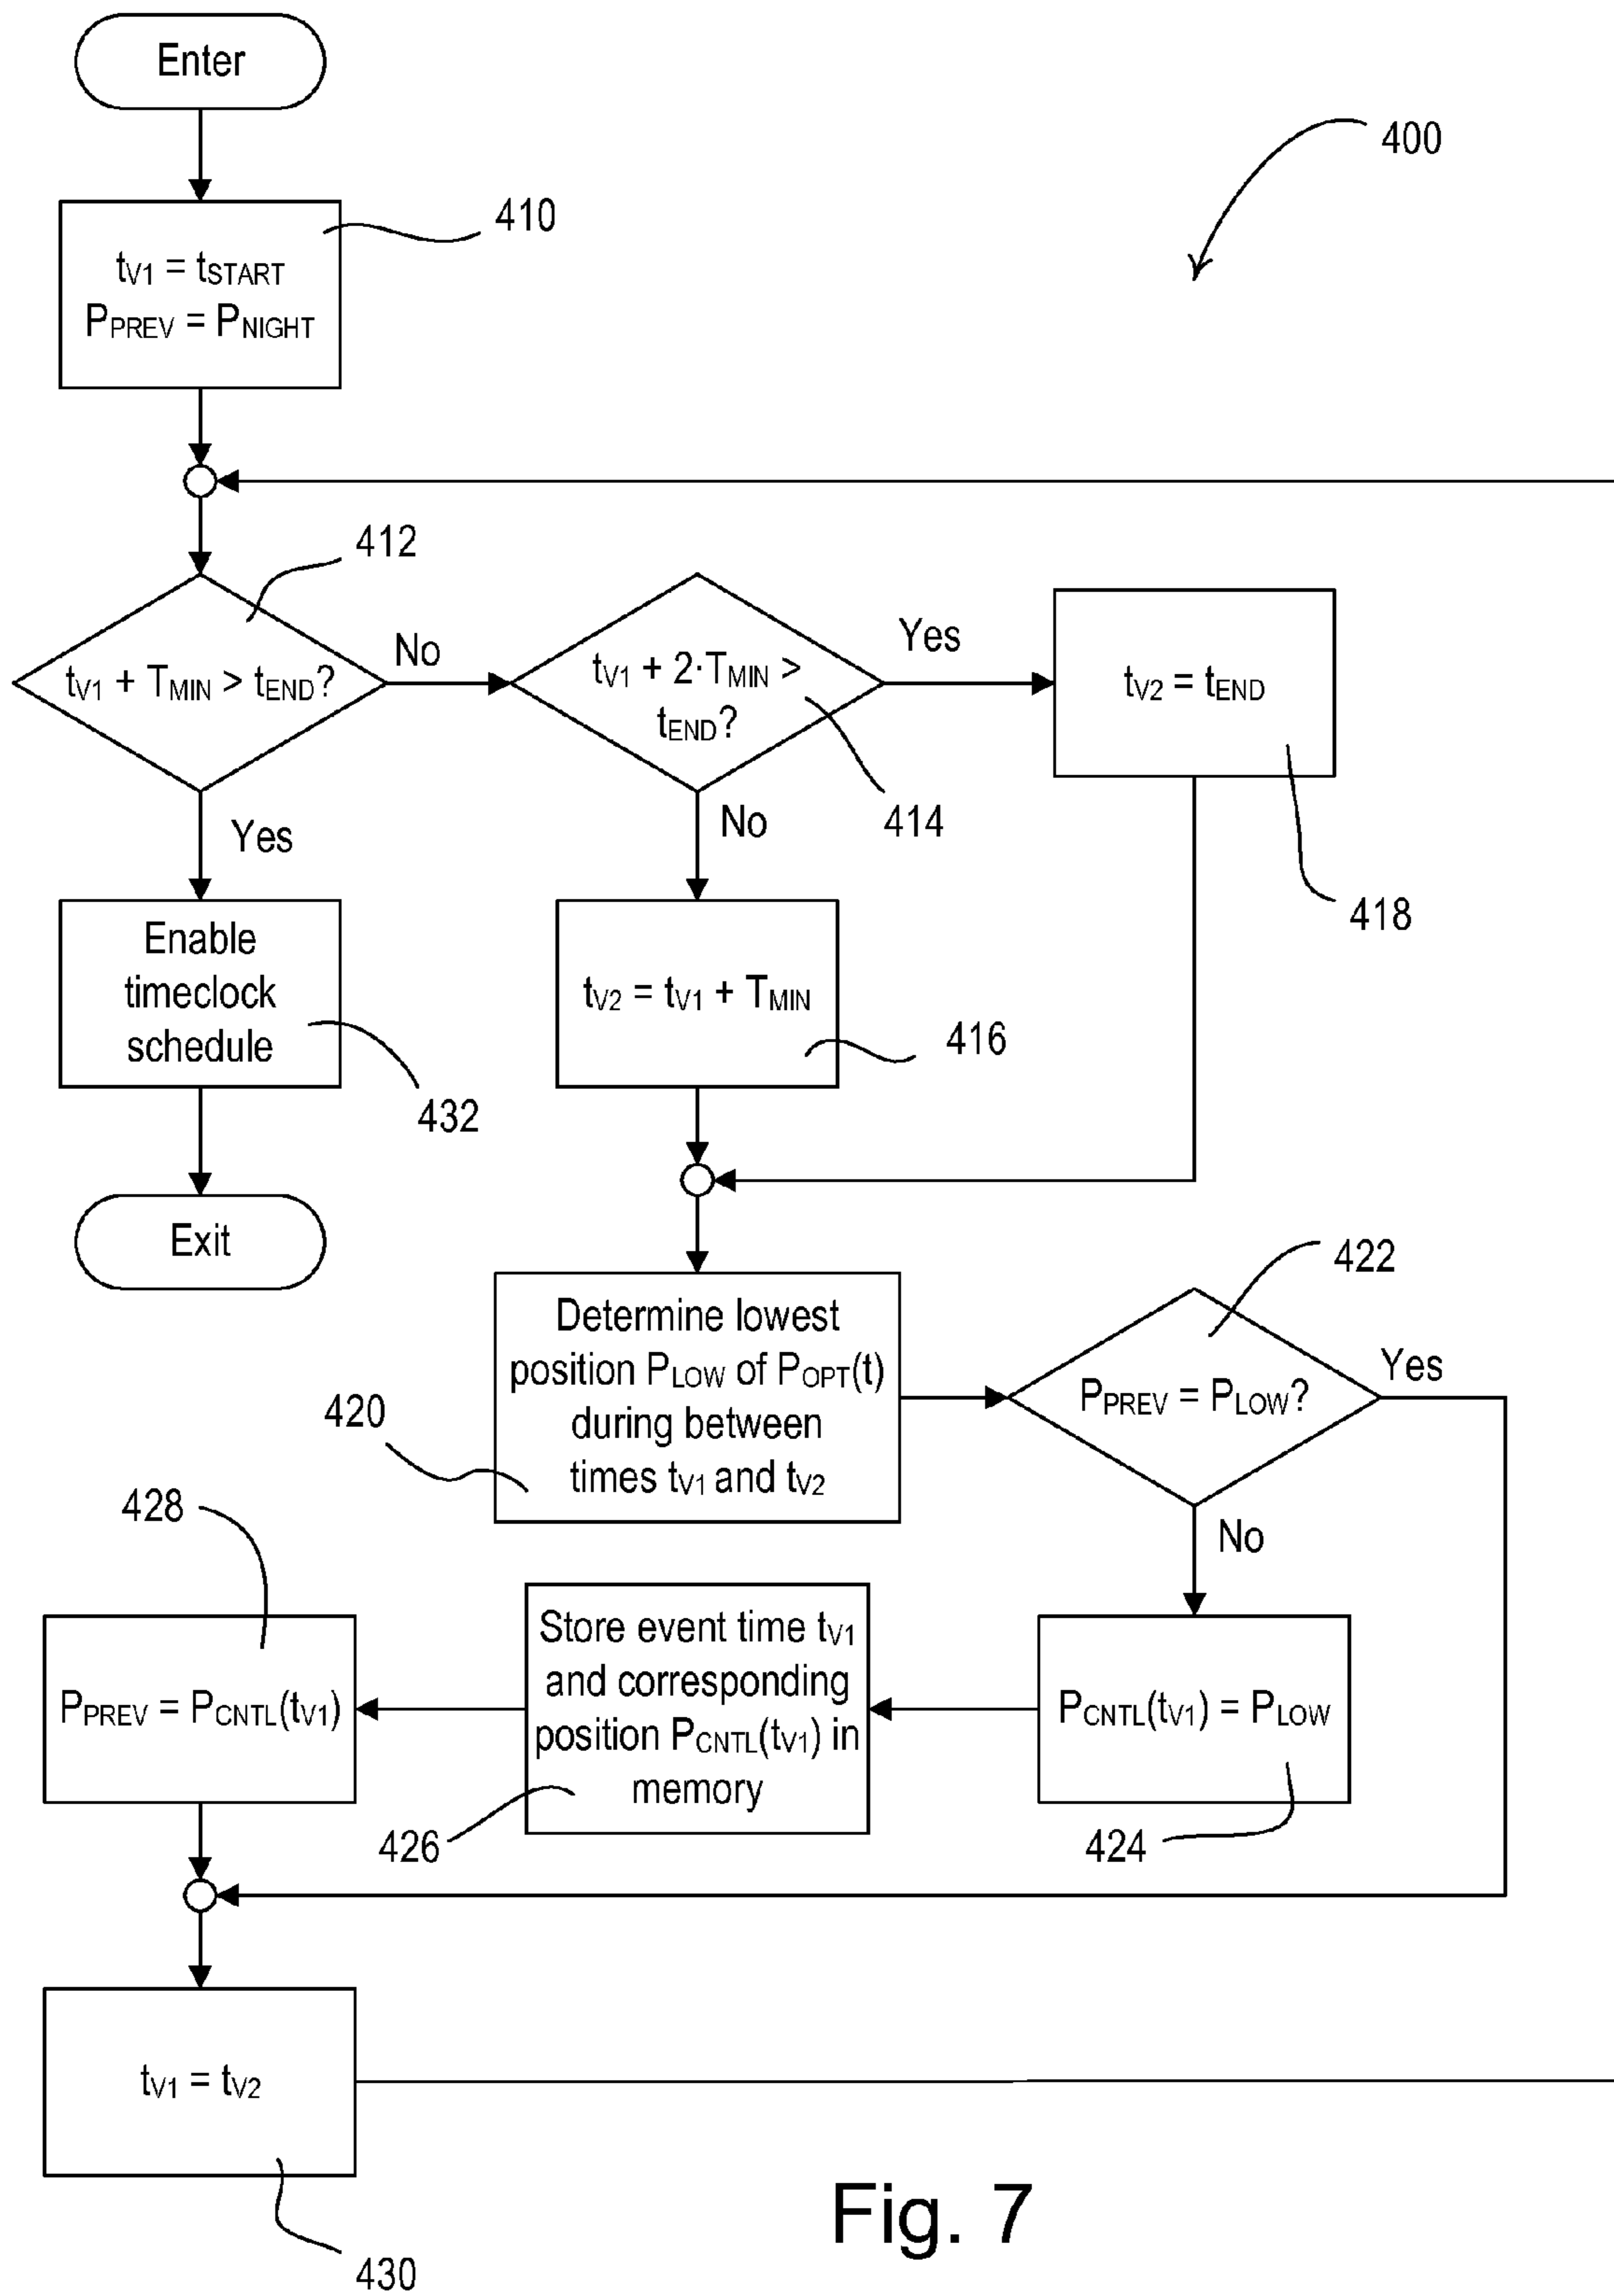 Enter
400
410
tV1 = tSTART
PPREV = PNIGHT
412
tV1 + TMIN > tEND?
No
tV1 + 2·TMIN >
tEND?
Yes
tV2 = tEND
414
418
Yes
No
Enable
timeclock
schedule
432
tV2 = tV1 + TMIN
416
Exit
Determine lowest
position PLOW of POPT(t)
during between
times tV1 and tV2
420
422
PPREV = PLOW?
Yes
No
PCNTL(tV1) = PLOW
424
Store event time tV1
and corresponding
position PCNTL(tV1) in
memory
426
428
PPREV = PCNTL(tV1)
tV1 = tV2
430
Fig. 7